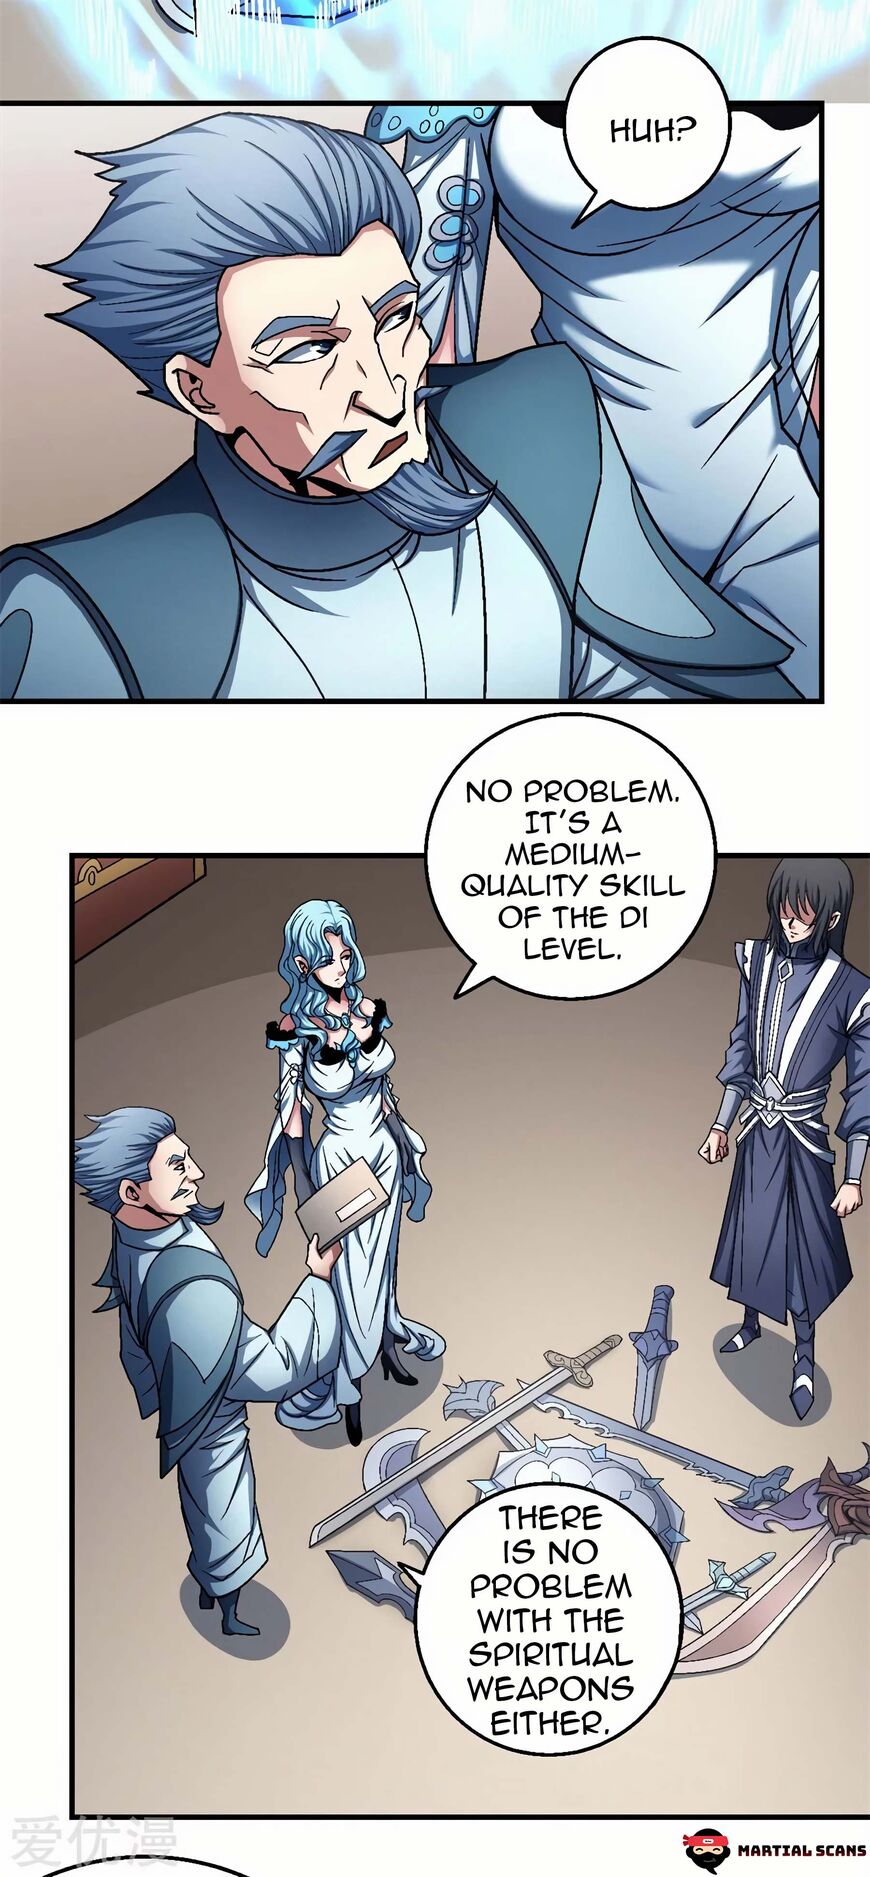 HUH?
NO PROBLEM.
IT'S A
MEDIUM-
QUALITY SKILL
OF THE DI
LEVEL.
THERE
IS NO
PROBLEM
WITH THE
SPIRITUAL
WEAPONS
EITHER.
爱优漫
MARTIAL SCANS